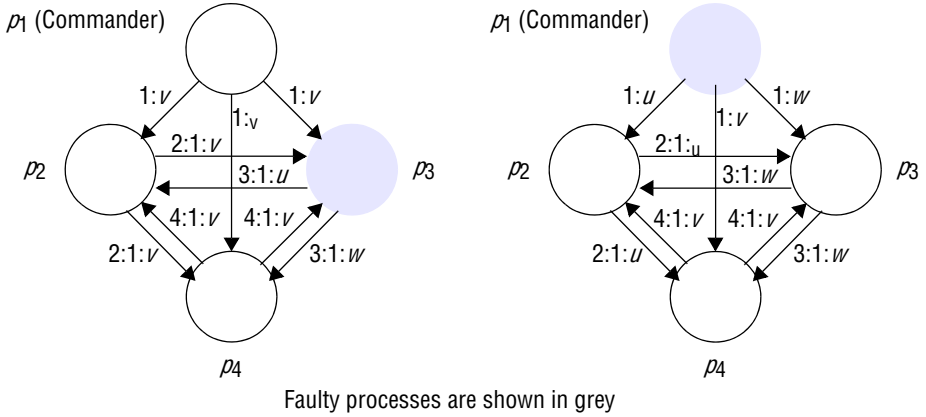 p1 (Commander)
p1 (Commander)
1:v
1:v
1:v
1:u
1:v
1:w
2:1:v
3:1:u
2:1:u
3:1:w
p2
p3
p2
p3
4:1:v
4:1:v
4:1:v
4:1:v
2:1:v
3:1:w
2:1:u
3:1:w
p4
p4
Faulty processes are shown in grey